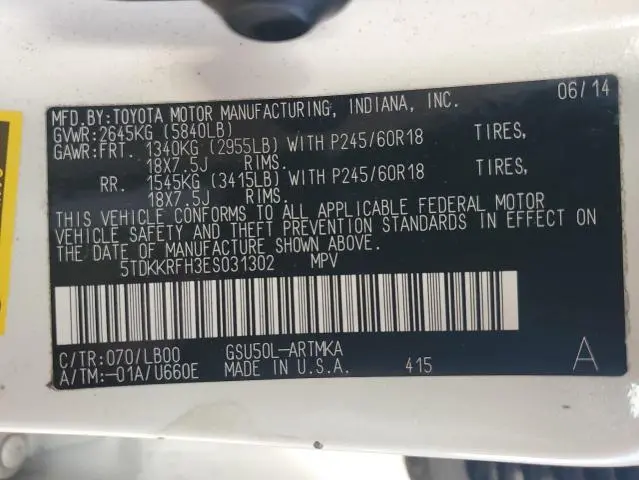 MFD.BY:TOYOTA MOTOR MANUFACTURING, INDIANA, INC. 06/14
GVWR:2645KG (5840LB)
GAWR:FRT. 1340KG (2955LB) WITH P245/60R18 TIRES,
18X7.5J RIMS.
RR. 1545KG (3415LB) WITH P245/60R18 TIRES,
18X7.5J RIMS.
THIS VEHICLE CONFORMS TO ALL APPLICABLE FEDERAL MOTOR
VEHICLE SAFETY AND THEFT PREVENTION STANDARDS IN EFFECT ON
THE DATE OF MANUFACTURE SHOWN ABOVE.
5TDKKRFH3ES031302 MPV
C/TR:070/LB00 GSU50L-ARTMKA
A/TM:-01A/U660E MADE IN U.S.A. 415 A